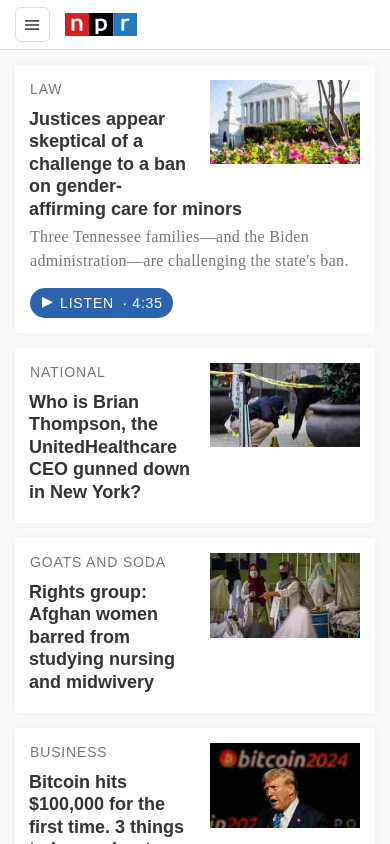 npr
LAW
Justices appear
skeptical of a
challenge to a ban
on gender-
affirming care for minors
Three Tennessee families—and the Biden
administration—are challenging the state's ban.
LISTEN · 4:35
NATIONAL
Who is Brian
Thompson, the
UnitedHealthcare
CEO gunned down
in New York?
GOATS AND SODA
Rights group:
Afghan women
barred from
studying nursing
and midwivery
BUSINESS
bitcoin2024
Bitcoin hits
$100,000 for the
first time. 3 things